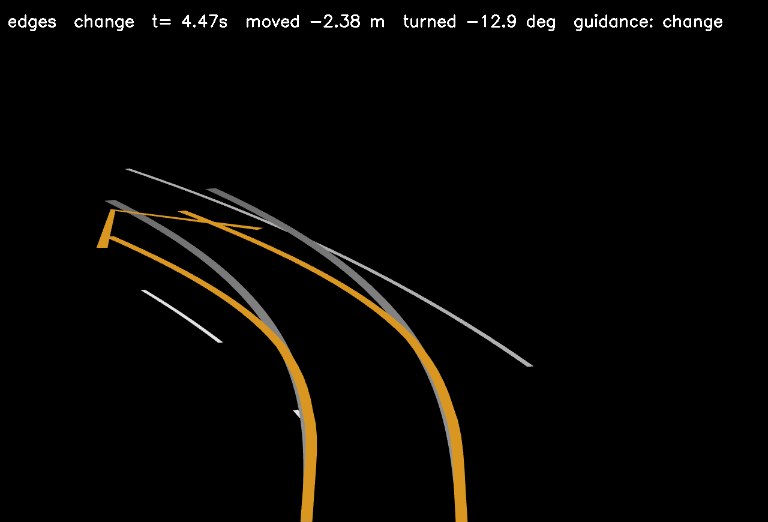 edges change t= 4.47s moved −2.38 m turned −12.9 deg guidance: change